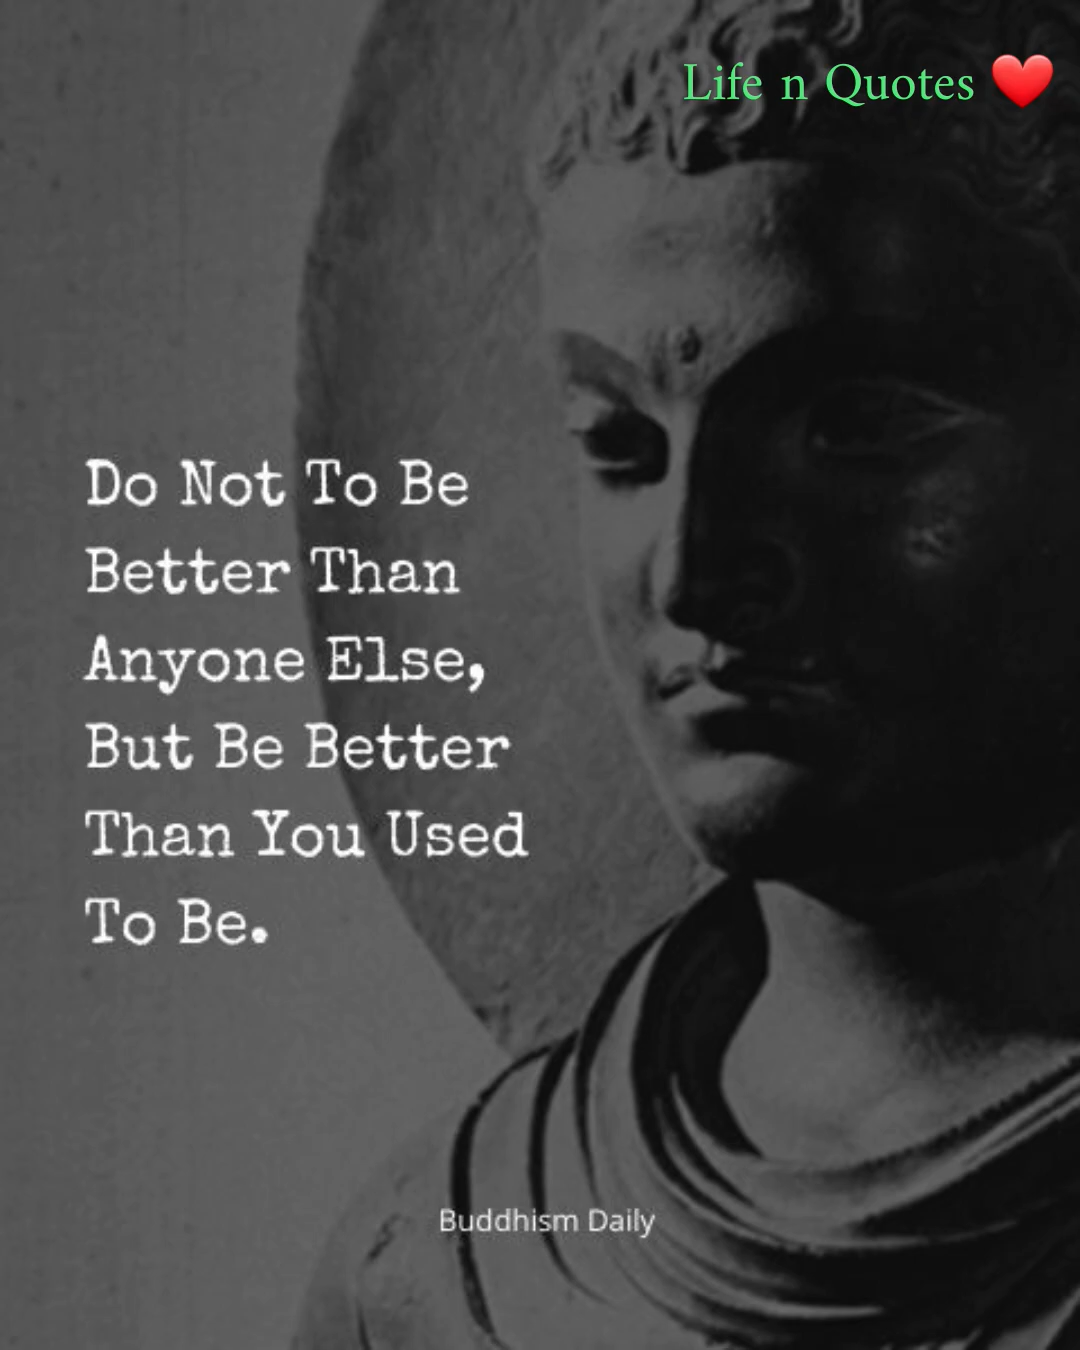 Life n Quotes ❤️
Do Not To Be
Better Than
Anyone Else,
But Be Better
Than You Used
To Be.
Buddhism Daily